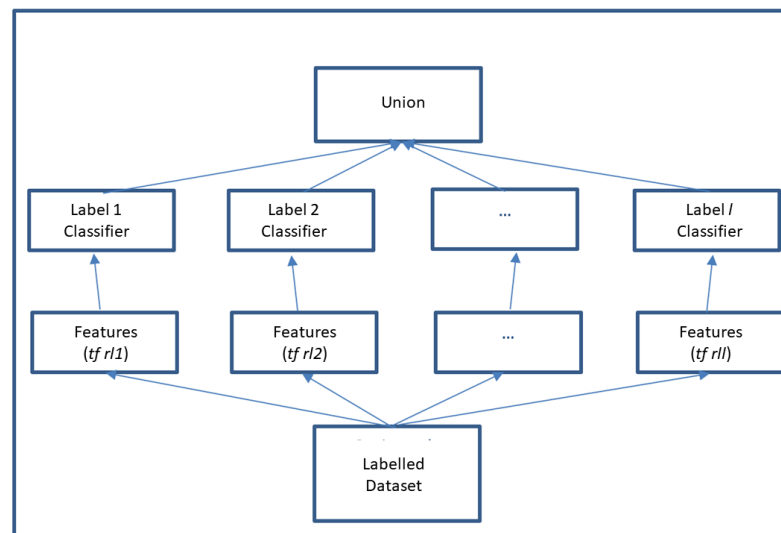 Union
Label 1
Classifier
Label 2
Classifier
...
Label l
Classifier
Features
(tf rl1)
Features
(tf rl2)
...
Features
(tf rll)
Labelled
Dataset